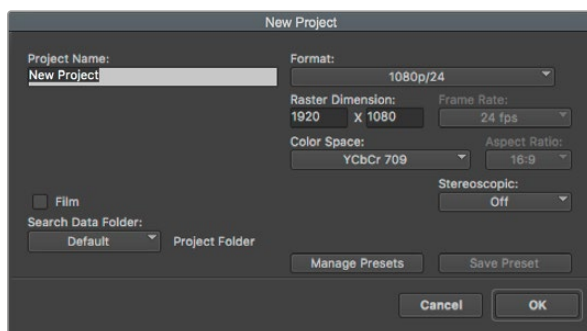 New Project
Project Name:
New Project
Format:
1080p/24
Raster Dimension:
1920 X 1080
Frame Rate:
24 fps
Color Space:
YCbCr 709
Aspect Ratio:
16:9
Stereoscopic:
Off
Film
Search Data Folder:
Default
Project Folder
Manage Presets
Save Preset
Cancel
OK